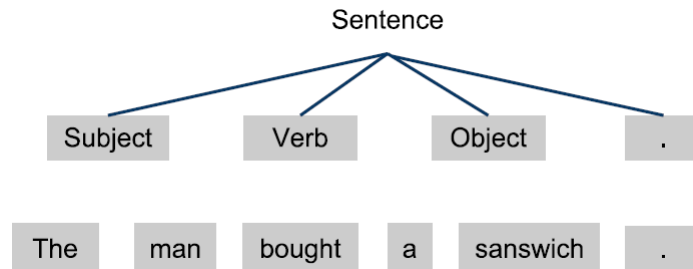 Sentence
Subject Verb Object .
The man bought a sanswich .